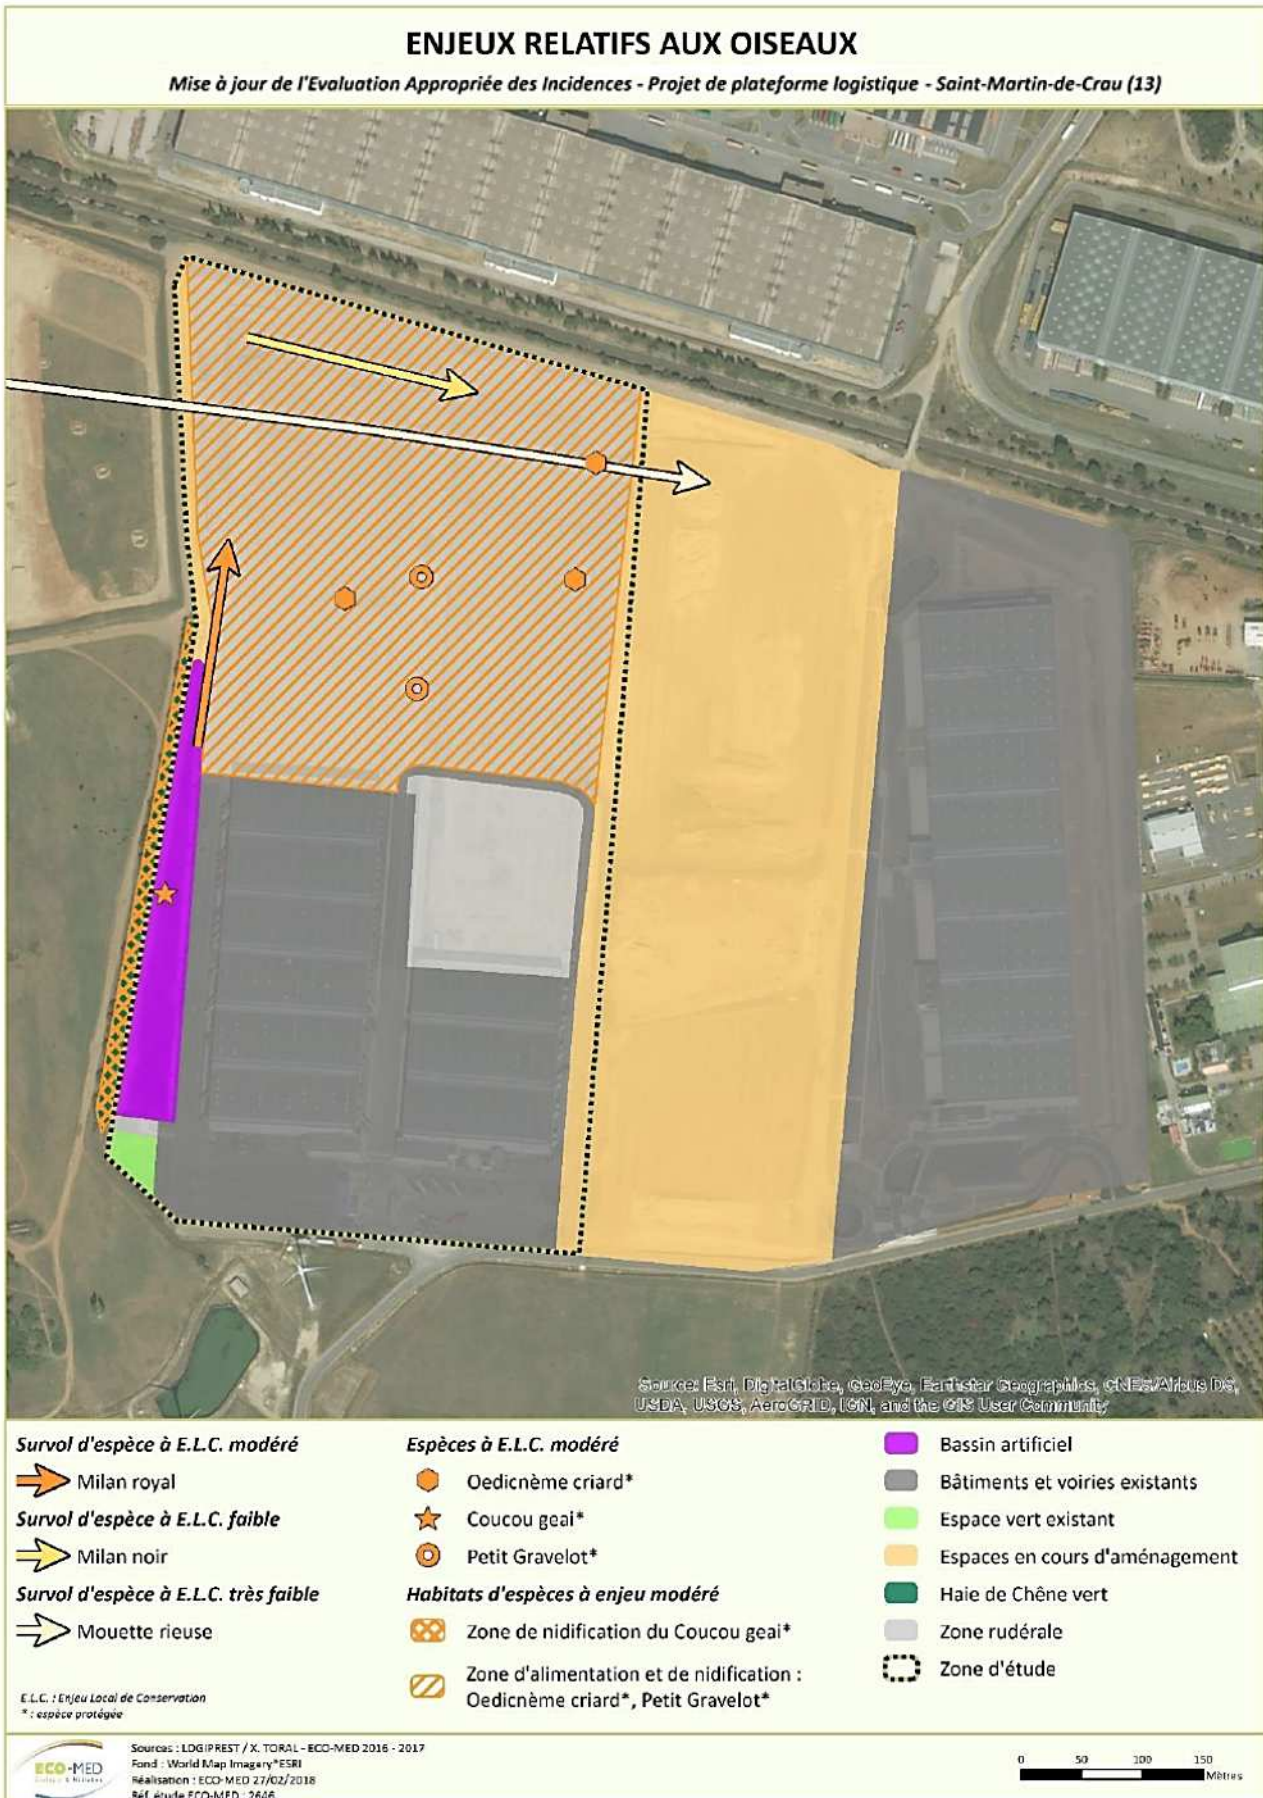 ENJEUX RELATIFS AUX OISEAUX
Mise à jour de l'Evaluation Appropriée des Incidences - Projet de plateforme logistique - Saint-Martin-de-Crau (13)
Source: Esri, DigitalGlobe, GeoEye, Earthstar Geographics, CNES/Airbus DS,
USDA, USGS, AeroGRID, IGN, and the GIS User Community
Survol d'espèce à E.L.C. modéré
Milan royal
Survol d'espèce à E.L.C. faible
Milan noir
Survol d'espèce à E.L.C. très faible
Mouette rieuse
E.L.C. : Enjeu Local de Conservation
* : espèce protégée
Espèces à E.L.C. modéré
Oedicnème criard*
Coucou geai*
Petit Gravelot*
Habitats d'espèces à enjeu modéré
Zone de nidification du Coucou geai*
Zone d'alimentation et de nidification :
Oedicnème criard*, Petit Gravelot*
Bassin artificiel
Bâtiments et voiries existants
Espace vert existant
Espaces en cours d'aménagement
Haie de Chêne vert
Zone rudérale
Zone d'étude
ECO-MED
Sources : LOGIPREST / X. TORAL - ECO-MED 2016 - 2017
Fond : World Map Imagery*ESRI
Réalisation : ECO-MED 27/02/2018
Réf. étude ECO-MED : 2646
0 50 100 150
Mètres